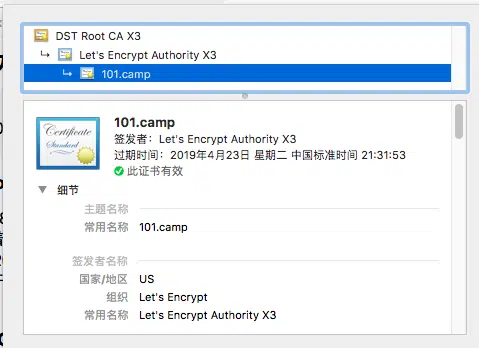 DST Root CA X3
Let's Encrypt Authority X3
101.camp
Certificate
Standard
101.camp
签发者：Let's Encrypt Authority X3
过期时间：2019年4月23日 星期二 中国标准时间 21:31:53
此证书有效
细节
主题名称
常用名称 101.camp
签发者名称
国家/地区 US
组织 Let's Encrypt
常用名称 Let's Encrypt Authority X3